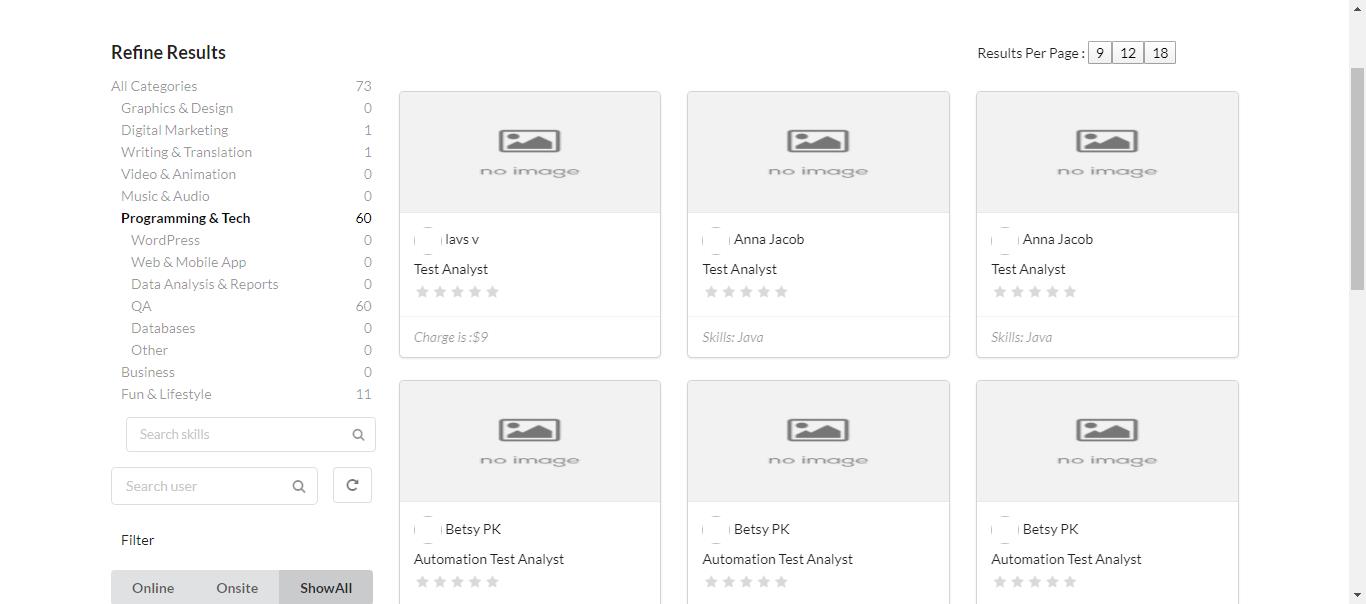 Refine Results
Results Per Page : 9 12 18
All Categories 73
Graphics & Design 0
Digital Marketing 1
Writing & Translation 1
Video & Animation 0
Music & Audio 0
Programming & Tech 60
WordPress 0
Web & Mobile App 0
Data Analysis & Reports 0
QA 60
Databases 0
Other 0
Business 0
Fun & Lifestyle 11
Search skills
Search user
Filter
Online Onsite ShowAll
no image no image no image
lavs v Anna Jacob Anna Jacob
Test Analyst Test Analyst Test Analyst
Charge is :$9 Skills: Java Skills: Java
no image no image no image
Betsy PK Betsy PK Betsy PK
Automation Test Analyst Automation Test Analyst Automation Test Analyst